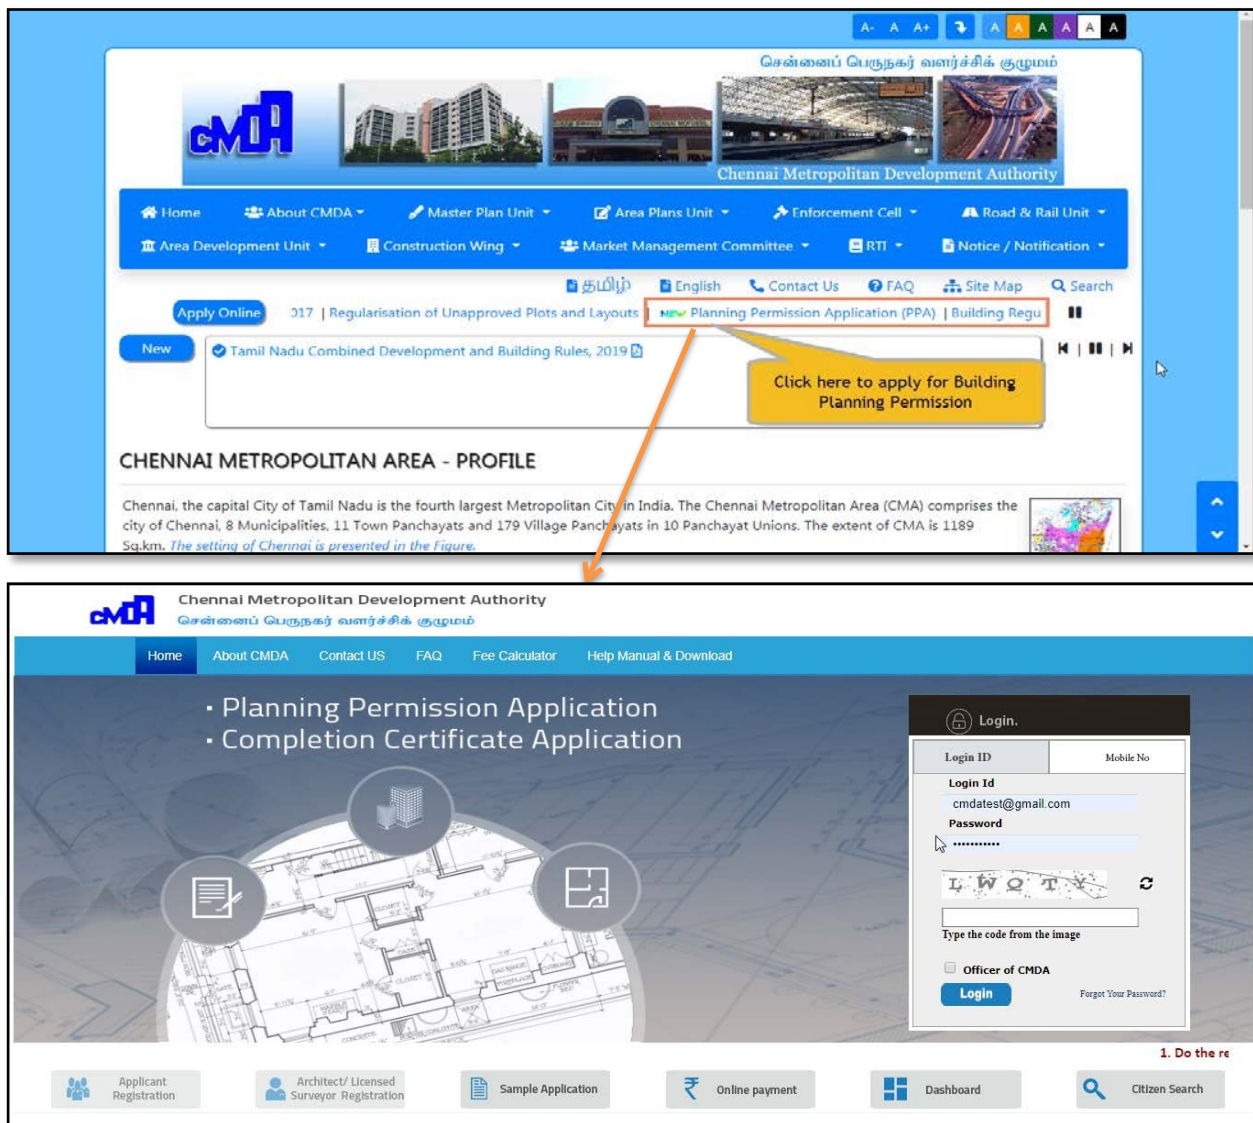 A- A A+ A A A A A A
சென்னைப் பெருநகர் வளர்ச்சிக் குழுமம்
CMDA
Chennai Metropolitan Development Authority
Home About CMDA Master Plan Unit Area Plans Unit Enforcement Cell Road & Rail Unit
Area Development Unit Construction Wing Market Management Committee RTI Notice / Notification
தமிழ் English Contact Us FAQ Site Map Search
Apply Online 017 | Regularisation of Unapproved Plots and Layouts | NEW Planning Permission Application (PPA) | Building Regu
New Tamil Nadu Combined Development and Building Rules, 2019
Click here to apply for Building
Planning Permission
CHENNAI METROPOLITAN AREA - PROFILE
Chennai, the capital City of Tamil Nadu is the fourth largest Metropolitan City in India. The Chennai Metropolitan Area (CMA) comprises the
city of Chennai, 8 Municipalities, 11 Town Panchayats and 179 Village Panchayats in 10 Panchayat Unions. The extent of CMA is 1189
Sq.km. The setting of Chennai is presented in the Figure.
CMDA
Chennai Metropolitan Development Authority
சென்னைப் பெருநகர் வளர்ச்சிக் குழுமம்
Home About CMDA Contact US FAQ Fee Calculator Help Manual & Download
· Planning Permission Application
· Completion Certificate Application
Login.
Login ID Mobile No
Login Id
cmdatest@gmail.com
Password
L W Q T Y
Type the code from the image
Officer of CMDA
Login Forgot Your Password?
1. Do the re
Applicant
Registration
Architect/ Licensed
Surveyor Registration
Sample Application
Online payment
Dashboard
Citizen Search